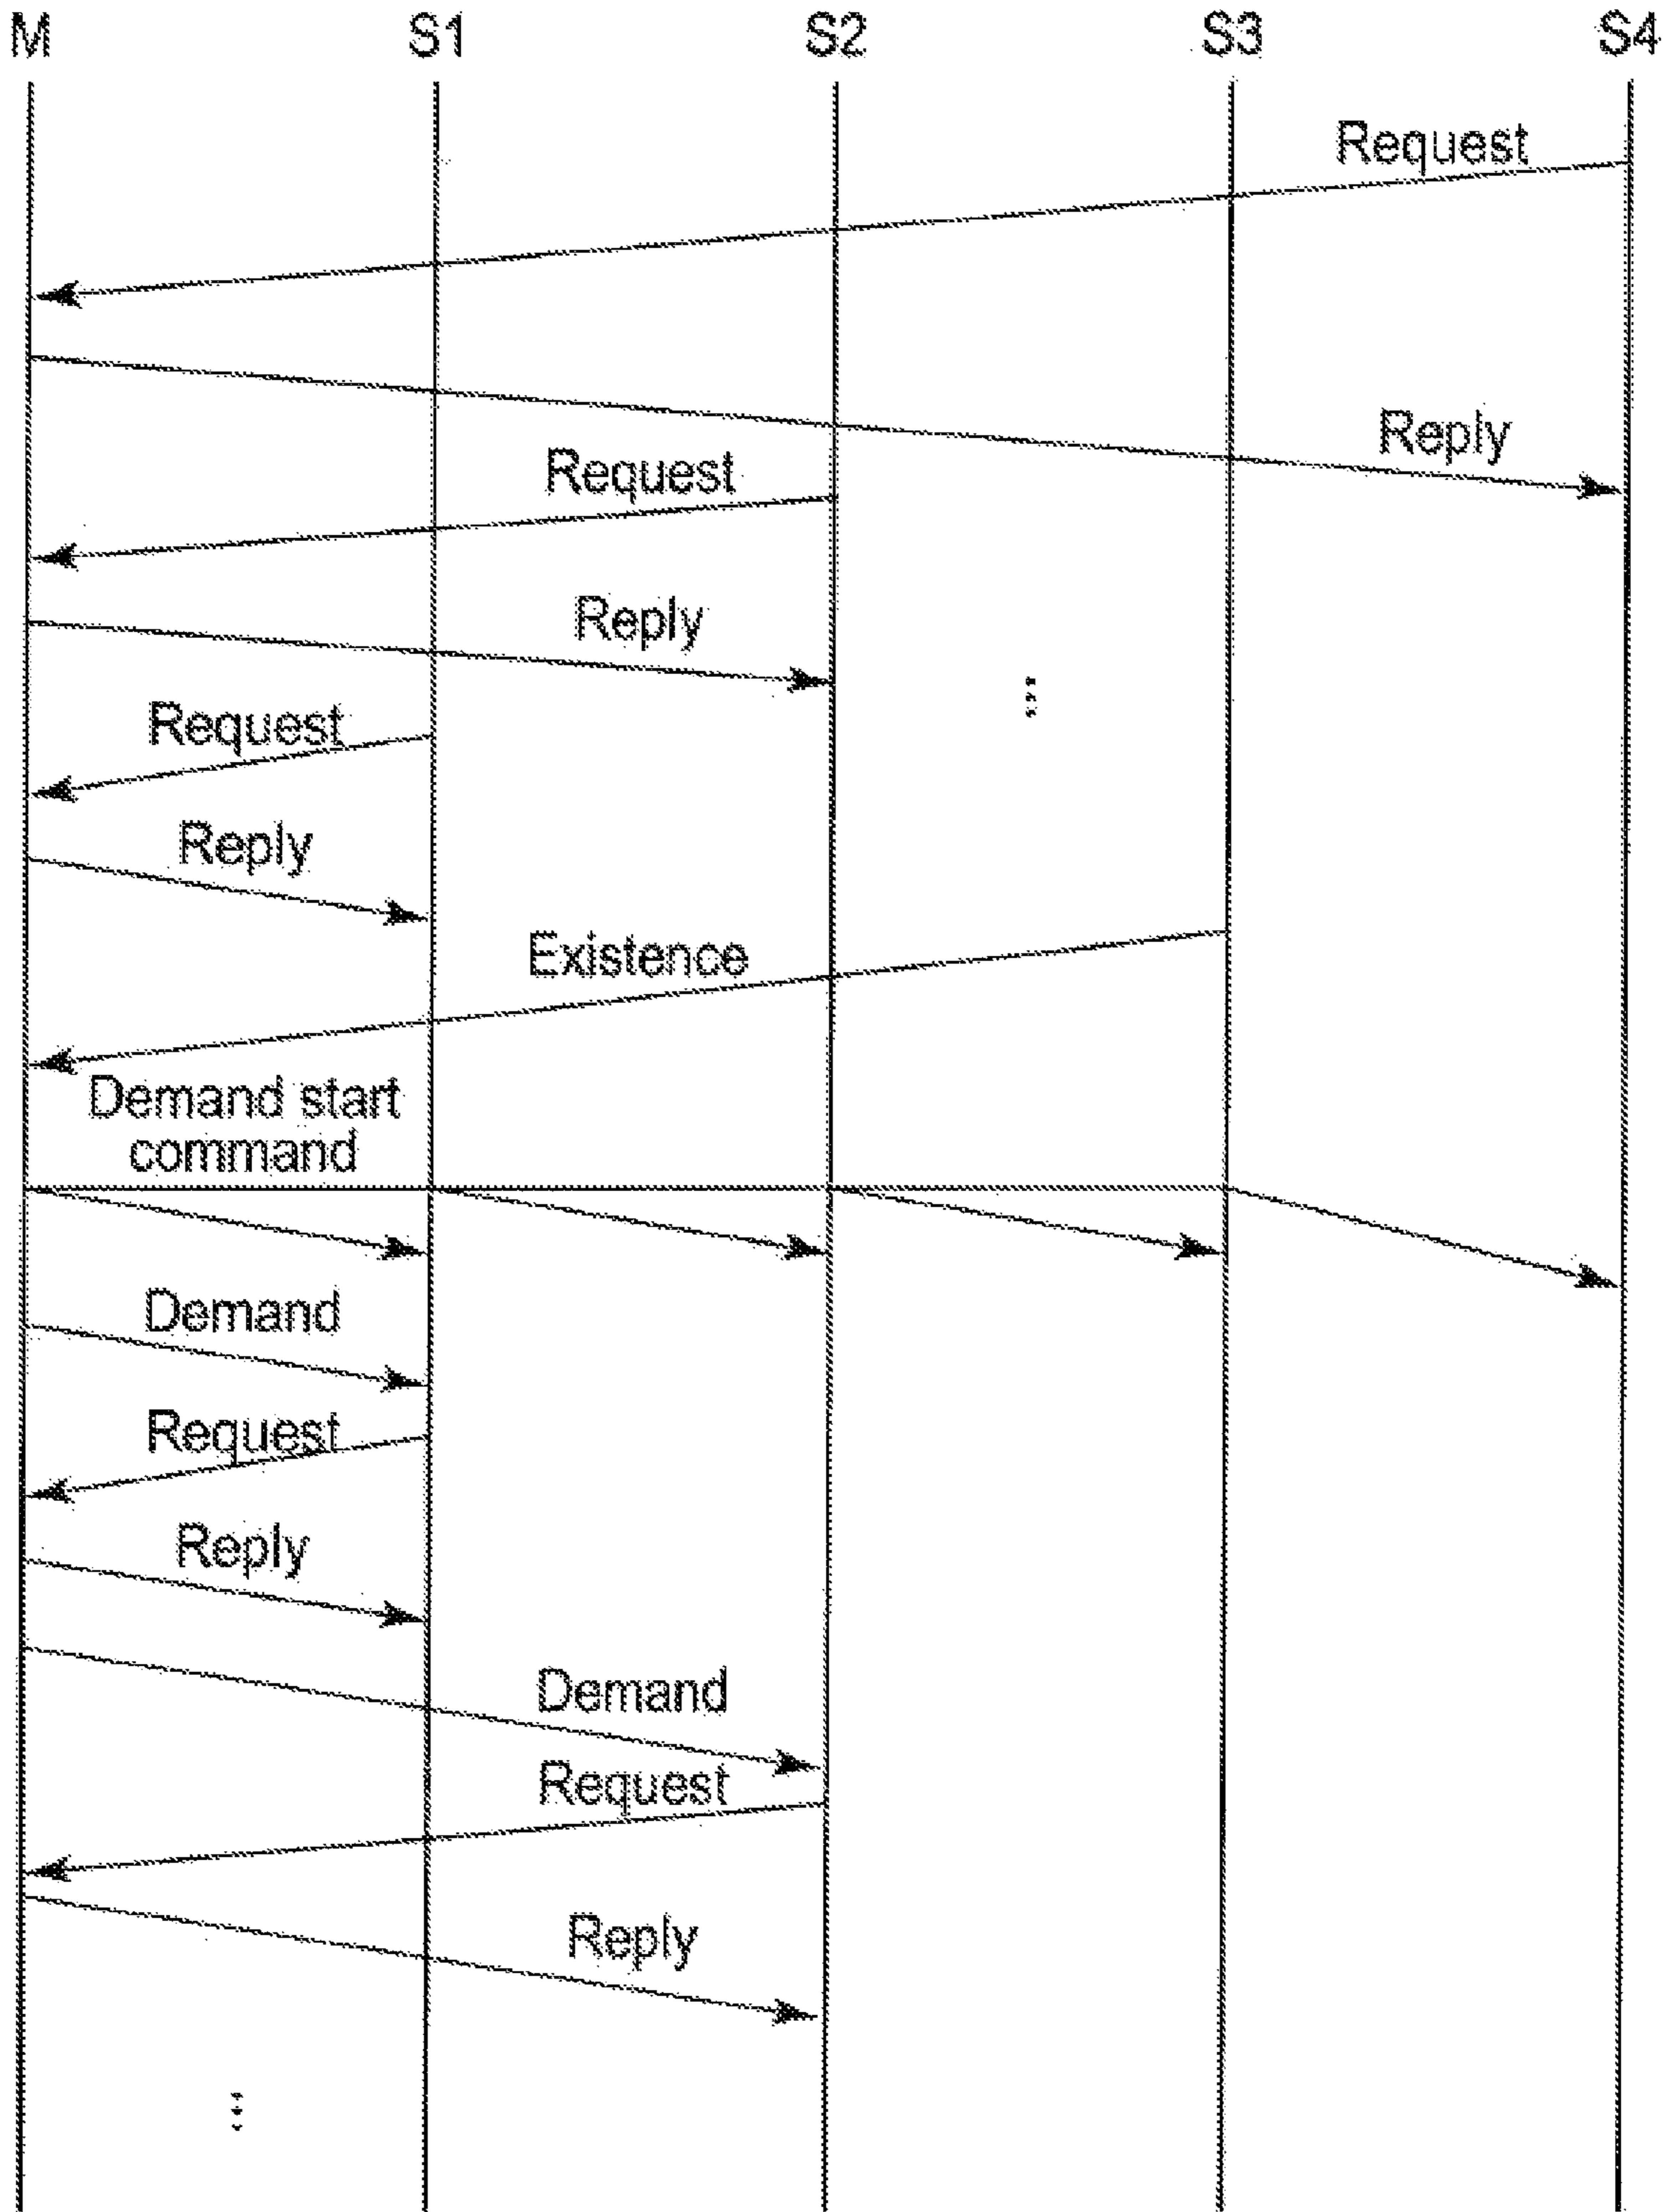 M S1 S2 S3 S4
Request
Reply
Request
Reply
Request
Reply
Existence
Demand start
command
Demand
Request
Reply
Demand
Request
Reply